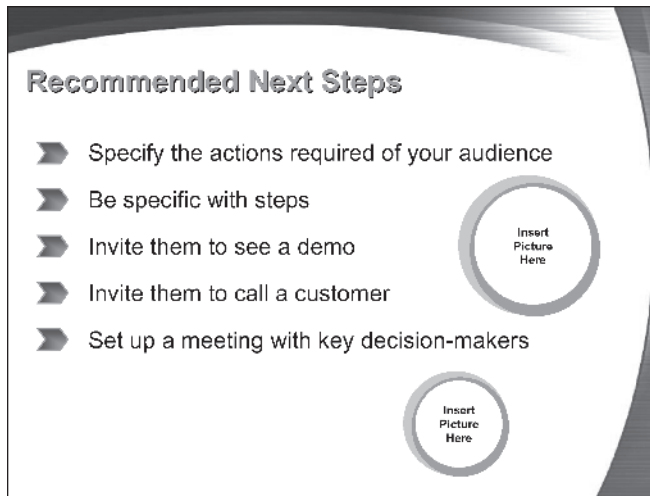 Recommended Next Steps
Specify the actions required of your audience
Be specific with steps
Invite them to see a demo
Invite them to call a customer
Set up a meeting with key decision-makers
Insert
Picture
Here
Insert
Picture
Here